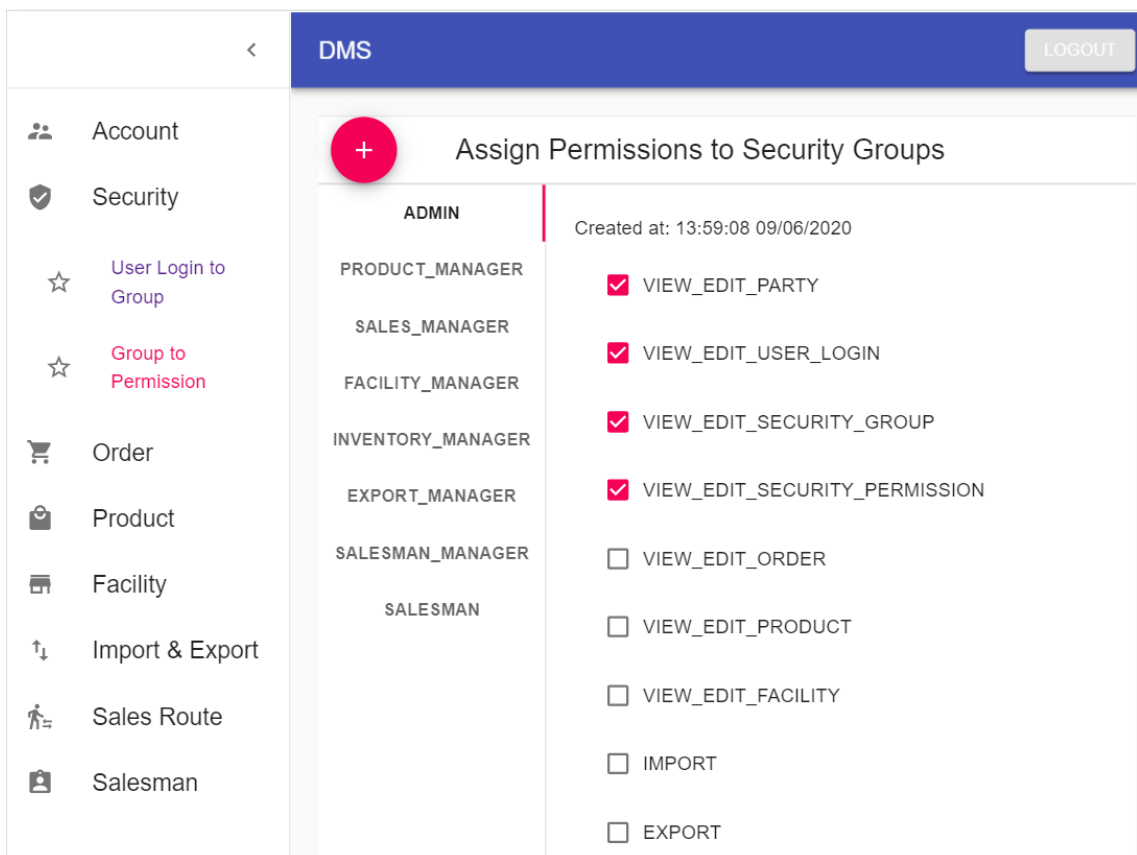 DMS
LOGOUT
Account
Security
User Login to
Group
Group to
Permission
Order
Product
Facility
Import & Export
Sales Route
Salesman
Assign Permissions to Security Groups
ADMIN
PRODUCT_MANAGER
SALES_MANAGER
FACILITY_MANAGER
INVENTORY_MANAGER
EXPORT_MANAGER
SALESMAN_MANAGER
SALESMAN
Created at: 13:59:08 09/06/2020
VIEW_EDIT_PARTY
VIEW_EDIT_USER_LOGIN
VIEW_EDIT_SECURITY_GROUP
VIEW_EDIT_SECURITY_PERMISSION
VIEW_EDIT_ORDER
VIEW_EDIT_PRODUCT
VIEW_EDIT_FACILITY
IMPORT
EXPORT